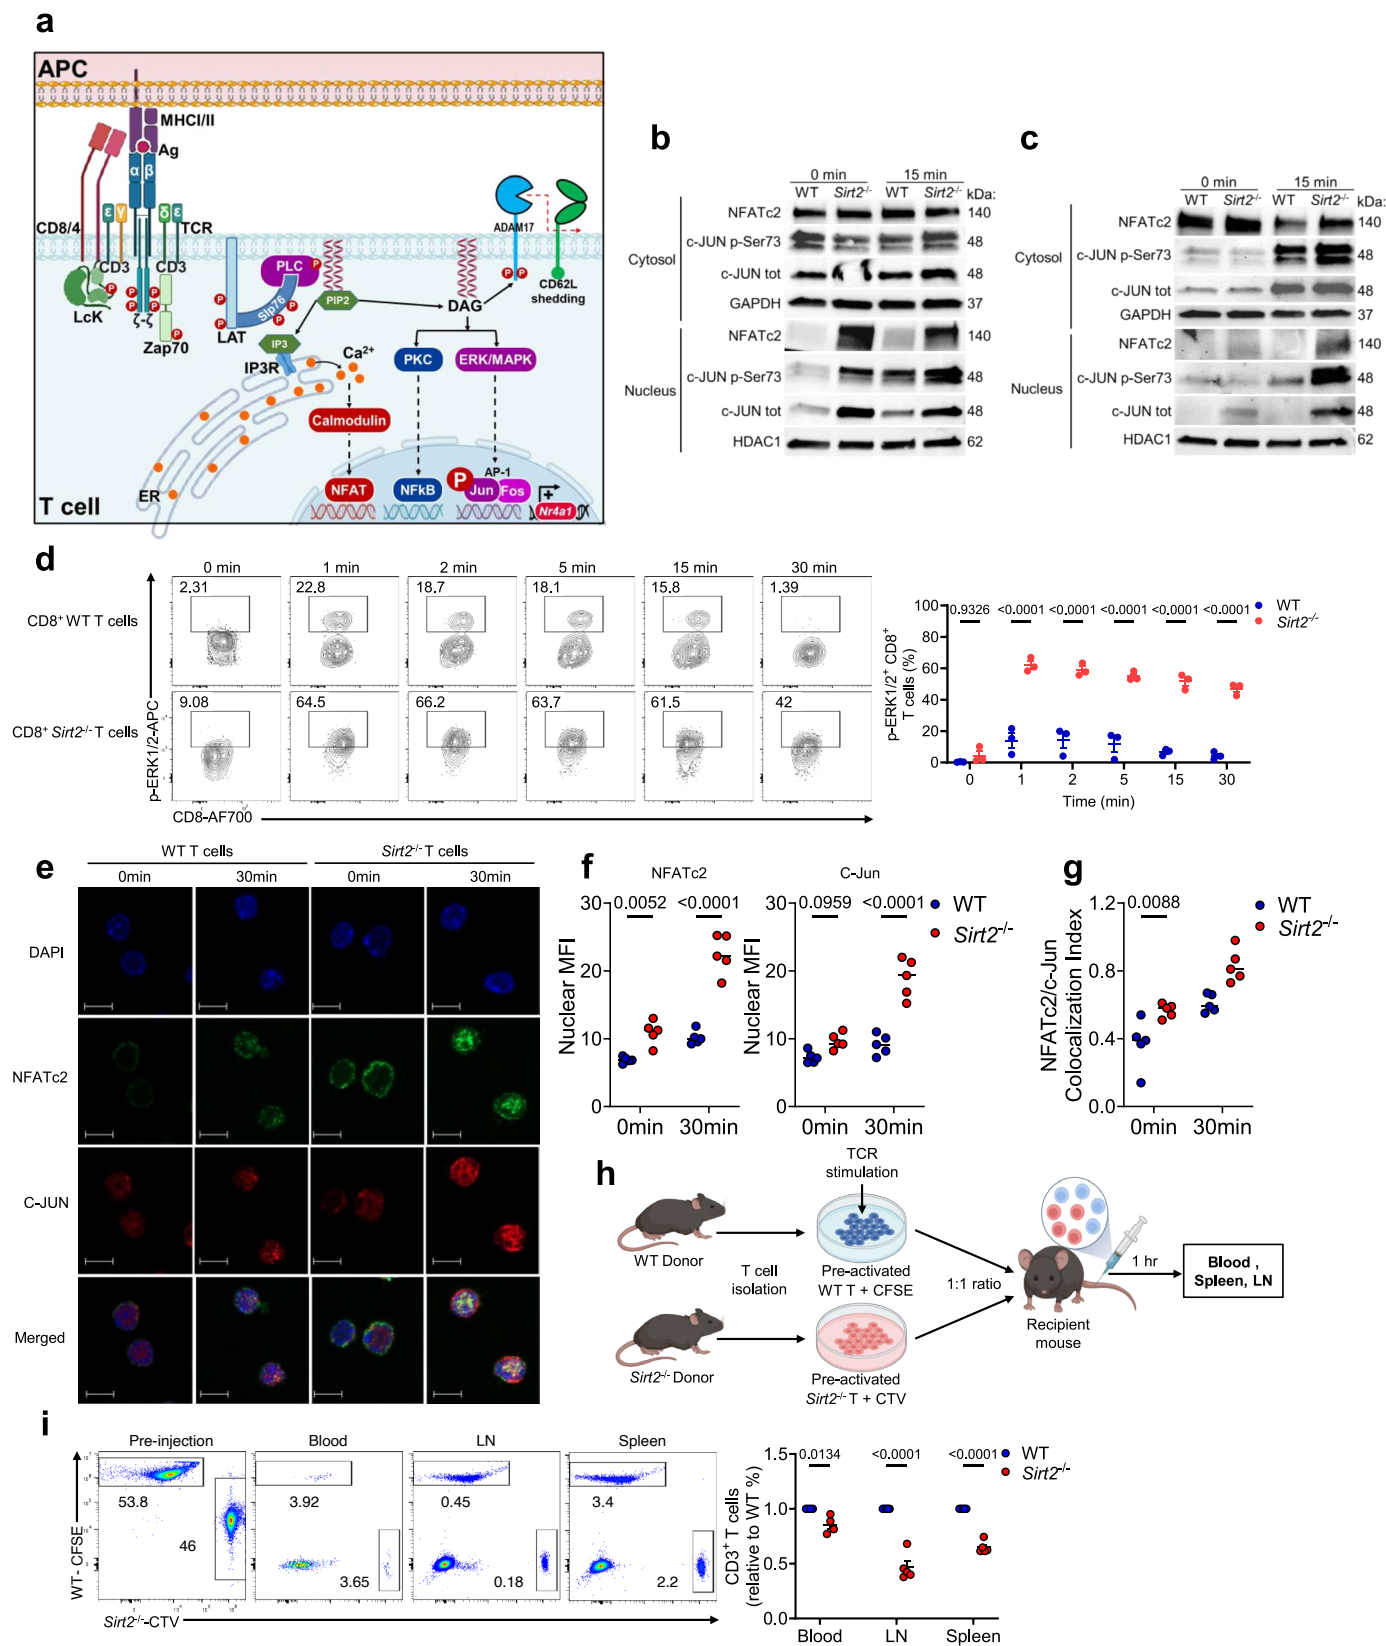 a
APC
MHCI/II
Ag
α β
ε γ
δ ε
CD8/4
TCR
CD3
CD3
LcK
ζ-ζ
Zap70
P
PLC
Slp76
LAT
PIP2
IP3
IP3R
Ca2+
DAG
ADAM17
CD62L
shedding
PKC
ERK/MAPK
Calmodulin
ER
NFAT
NFkB
AP-1
P
Jun Fos
+
Nr4a1
T cell
b
0 min 15 min
WT Sirt2-/- WT Sirt2-/- kDa:
Cytosol
NFATc2 140
c-JUN p-Ser73 48
c-JUN tot 48
GAPDH 37
Nucleus
NFATc2 140
c-JUN p-Ser73 48
c-JUN tot 48
HDAC1 62
c
0 min 15 min
WT Sirt2-/- WT Sirt2-/- kDa:
Cytosol
NFATc2 140
c-JUN p-Ser73 48
c-JUN tot 48
GAPDH 37
Nucleus
NFATc2 140
c-JUN p-Ser73 48
c-JUN tot 48
HDAC1 62
d
0 min 1 min 2 min 5 min 15 min 30 min
CD8+ WT T cells
2.31 22.8 18.7 18.1 15.8 1.39
CD8+ Sirt2-/- T cells
9.08 64.5 66.2 63.7 61.5 42
p-ERK1/2-APC
CD8-AF700
p-ERK1/2+ CD8+
T cells (%)
100
80
60
40
20
0
0.9326 <0.0001 <0.0001 <0.0001 <0.0001 <0.0001
WT
Sirt2-/-
0 1 2 5 15 30
Time (min)
e
WT T cells Sirt2-/- T cells
0min 30min 0min 30min
DAPI
NFATc2
C-JUN
Merged
f
NFATc2
Nuclear MFI
30
20
10
0
0.0052 <0.0001
0min 30min
C-Jun
Nuclear MFI
30
20
10
0
0.0959 <0.0001
0min 30min
WT
Sirt2-/-
g
NFATc2/c-Jun
Colocalization Index
1.2
0.8
0.4
0.0
0.0088
0min 30min
WT
Sirt2-/-
h
TCR
stimulation
WT Donor
T cell
isolation
Pre-activated
WT T + CFSE
Sirt2-/- Donor
Pre-activated
Sirt2-/- T + CTV
1:1 ratio
Recipient
mouse
1 hr
Blood ,
Spleen, LN
i
Pre-injection Blood LN Spleen
53.8 3.92 0.45 3.4
46 3.65 0.18 2.2
WT- CFSE
Sirt2-/--CTV
CD3+ T cells
(relative to WT %)
1.5
1.0
0.5
0.0
0.0134 <0.0001 <0.0001
WT
Sirt2-/-
Blood LN Spleen